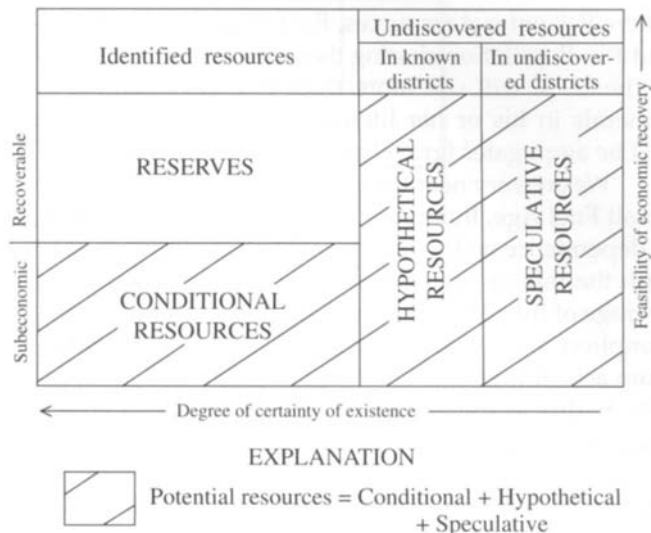 Undiscovered resources
Identified resources
In known
districts
In undiscover-
ed districts
Recoverable
RESERVES
HYPOTHETICAL
RESOURCES
SPECULATIVE
RESOURCES
Feasibility of economic recovery
Subeconomic
CONDITIONAL
RESOURCES
Degree of certainty of existence
EXPLANATION
Potential resources = Conditional + Hypothetical
+ Speculative